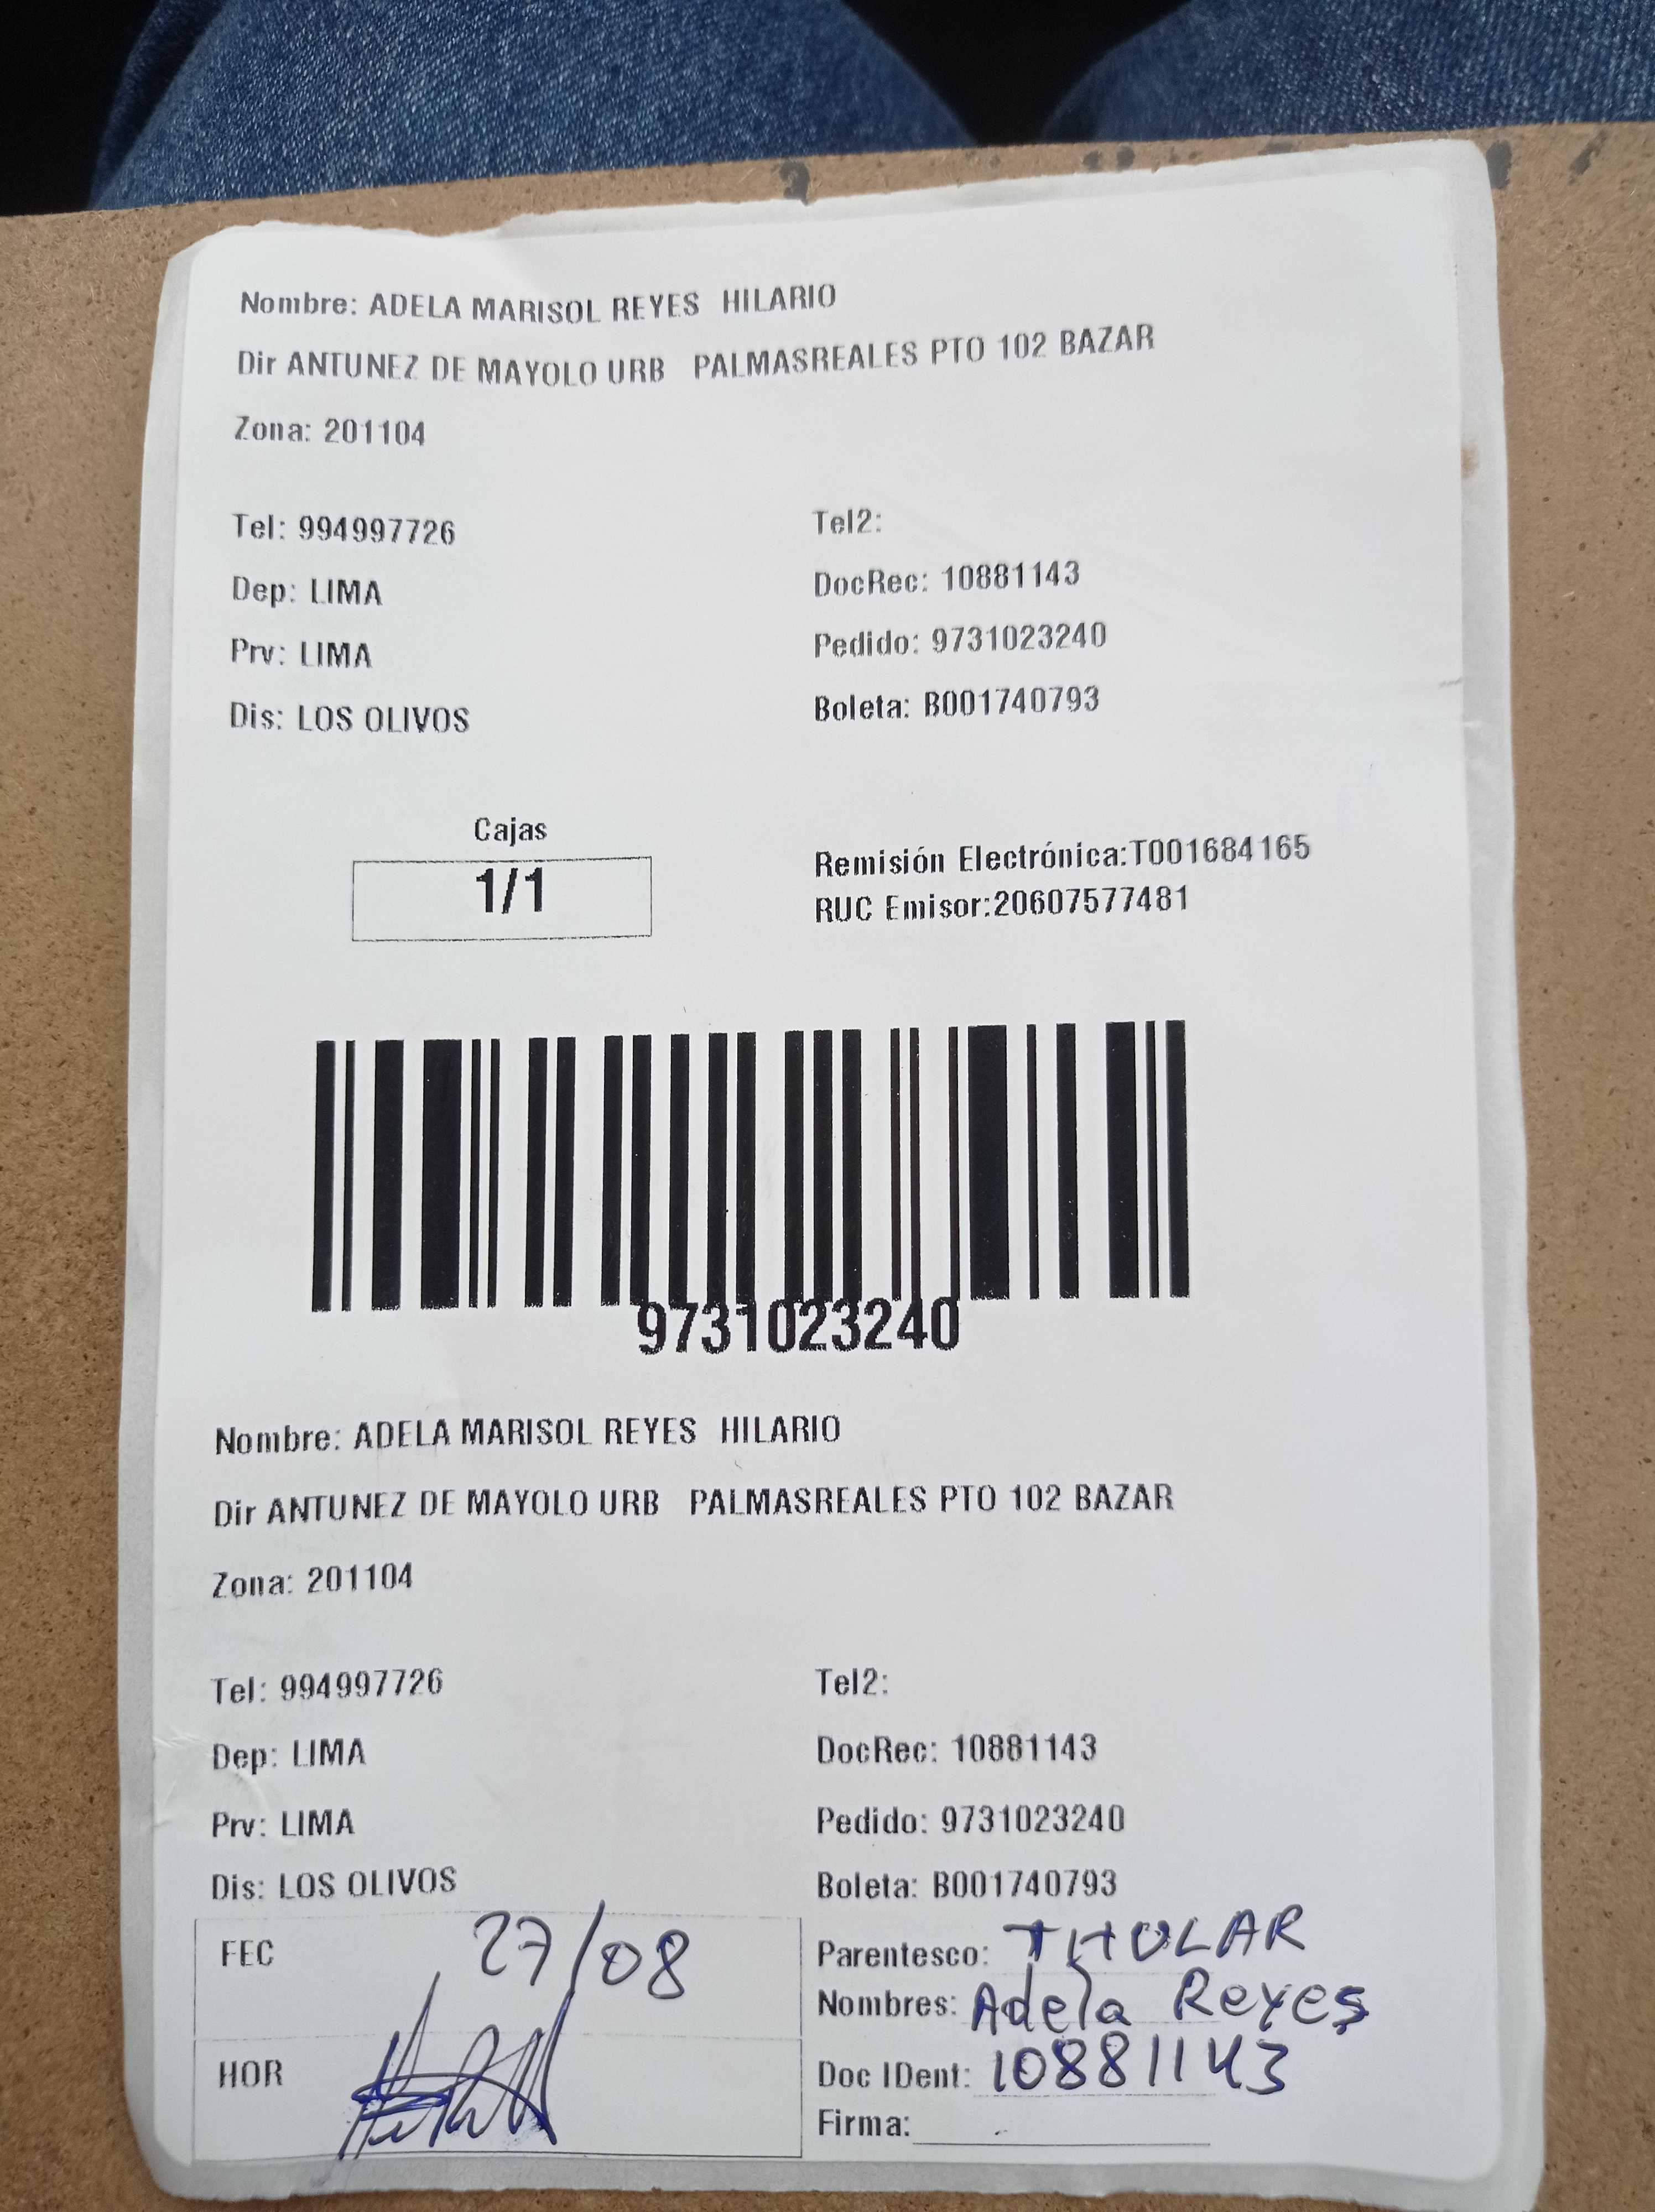 Nombre: ADELA MARISOL REYES HILARIO
Dir ANTUNEZ DE MAYOLO URB PALMASREALES PTO 102 BAZAR
Zona: 201104
Tel: 994997726
Tel2:
Dep: LIMA
DocRec: 10881143
Prv: LIMA
Pedido: 9731023240
Dis: LOS OLIVOS
Boleta: B001740793
Cajas
1/1
Remisión Electrónica:T001684165
RUC Emisor:20607577481
9731023240
Nombre: ADELA MARISOL REYES HILARIO
Dir ANTUNEZ DE MAYOLO URB PALMASREALES PTO 102 BAZAR
Zona: 201104
Tel: 994997726
Tel2:
Dep: LIMA
DocRec: 10881143
Prv: LIMA
Pedido: 9731023240
Dis: LOS OLIVOS
Boleta: B001740793
FEC 27/08
Parentesco: TITULAR
Nombres: Adela Reyes
HOR
Doc IDent: 10881143
Firma: